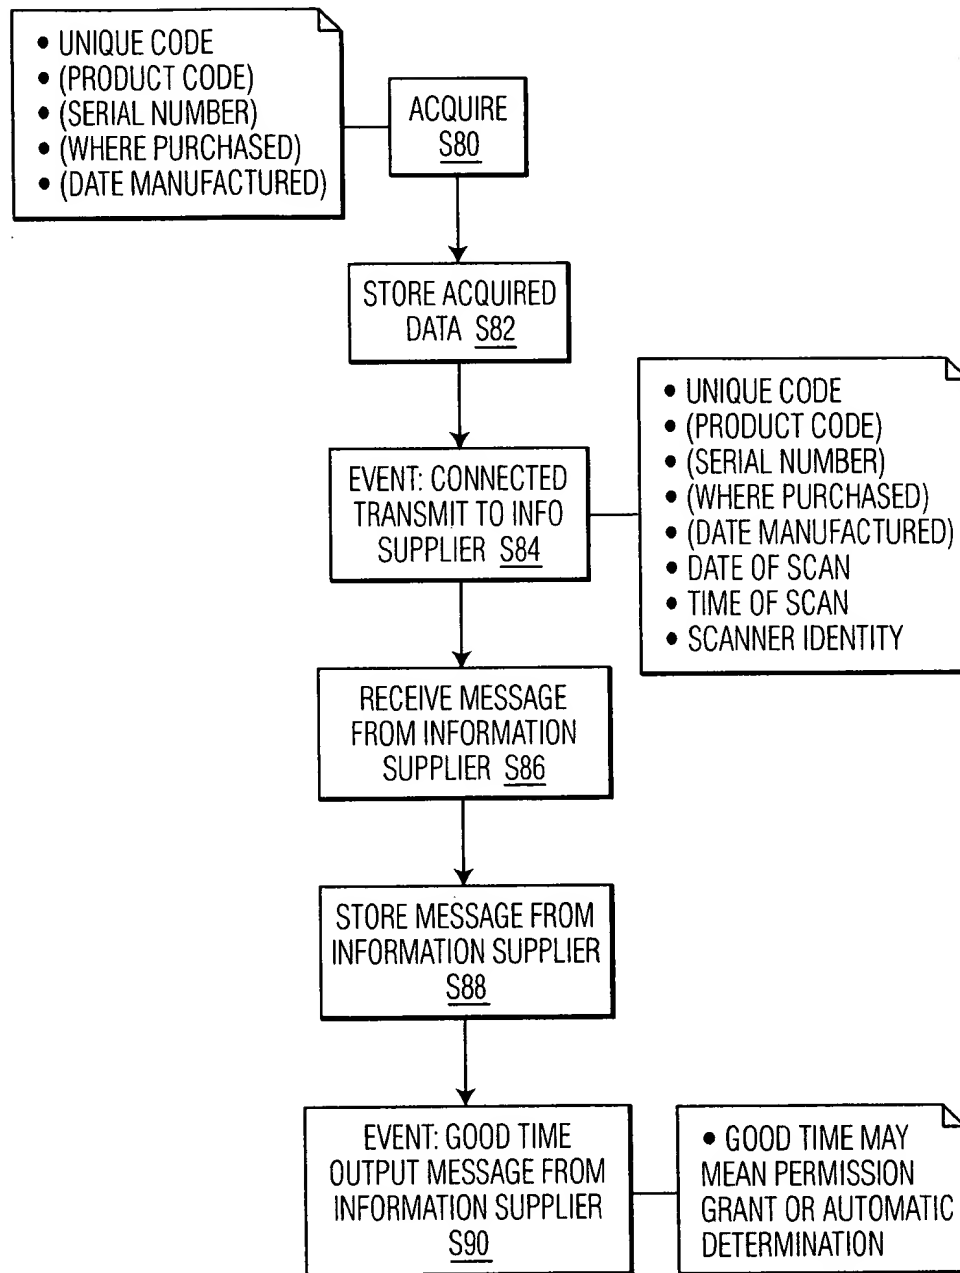 • UNIQUE CODE
• (PRODUCT CODE)
• (SERIAL NUMBER)
• (WHERE PURCHASED)
• (DATE MANUFACTURED)
ACQUIRE
S80
STORE ACQUIRED
DATA S82
EVENT: CONNECTED
TRANSMIT TO INFO
SUPPLIER S84
• UNIQUE CODE
• (PRODUCT CODE)
• (SERIAL NUMBER)
• (WHERE PURCHASED)
• (DATE MANUFACTURED)
• DATE OF SCAN
• TIME OF SCAN
• SCANNER IDENTITY
RECEIVE MESSAGE
FROM INFORMATION
SUPPLIER S86
STORE MESSAGE FROM
INFORMATION SUPPLIER
S88
EVENT: GOOD TIME
OUTPUT MESSAGE FROM
INFORMATION SUPPLIER
S90
• GOOD TIME MAY
MEAN PERMISSION
GRANT OR AUTOMATIC
DETERMINATION